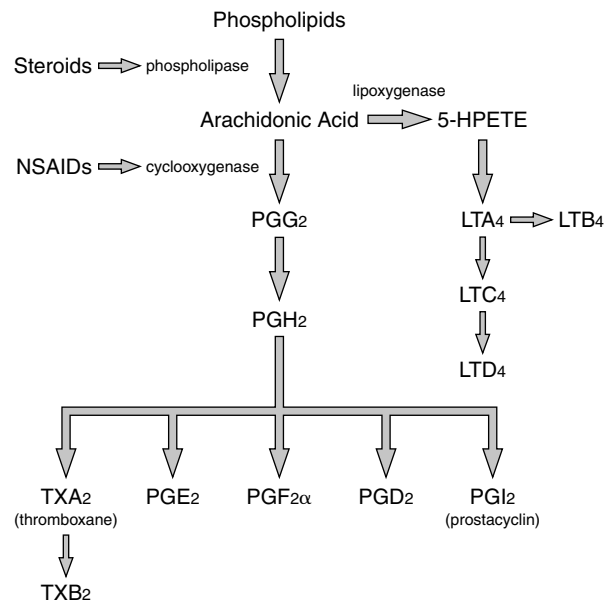 Phospholipids
Steroids phospholipase
lipoxygenase
Arachidonic Acid 5-HPETE
NSAIDs cyclooxygenase
PGG2 LTA4 LTB4
LTC4
PGH2
LTD4
TXA2 PGE2 PGF2α PGD2 PGI2
(thromboxane) (prostacyclin)
TXB2